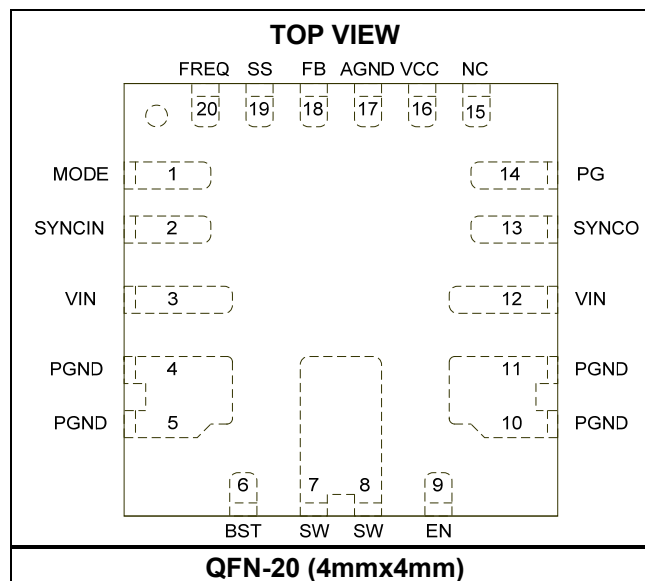 TOP VIEW
FREQ SS FB AGND VCC NC
20 19 18 17 16 15
MODE 1 14 PG
SYNCIN 2 13 SYNCO
VIN 3 12 VIN
PGND 4 11 PGND
PGND 5 10 PGND
6 7 8 9
BST SW SW EN
QFN-20 (4mmx4mm)